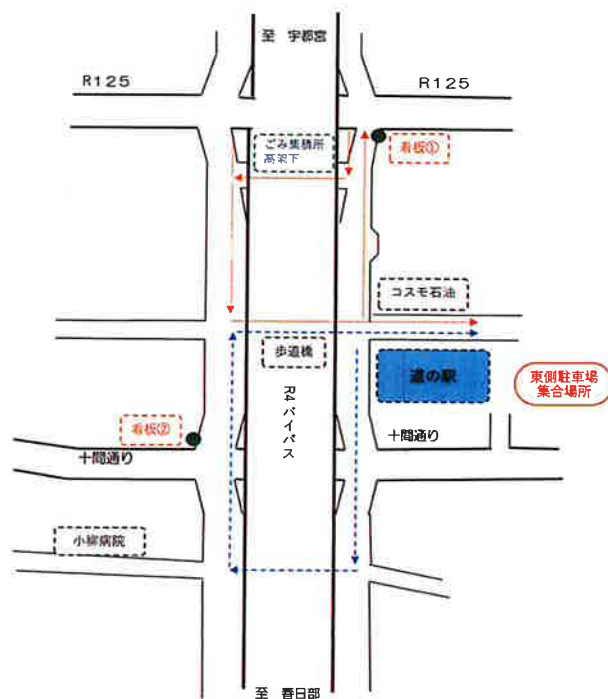 至 宇都宮
R125
R125
ごみ集積所
高架下
看板①
コスモ石油
歩道橋
道の駅
東側駐車場
集合場所
R4バイパス
看板②
十間通り
十間通り
小柳病院
至 春日部